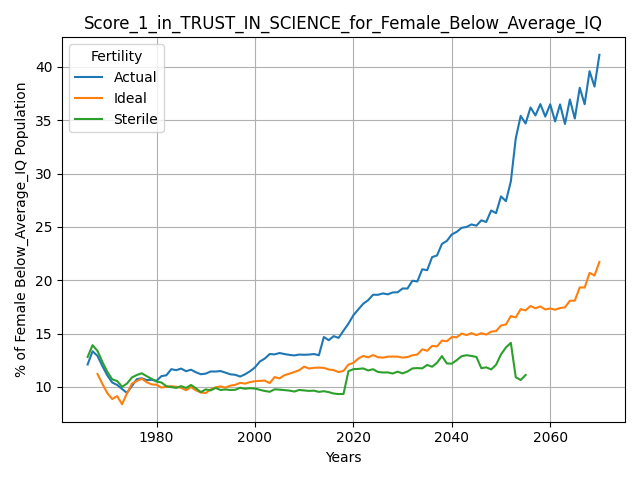 Score_1_in_TRUST_IN_SCIENCE_for_Female_Below_Average_IQ
Fertility
Actual
Ideal
Sterile
% of Female Below_Average_IQ Population
40
35
30
25
20
15
10
1980
2000
2020
2040
2060
Years